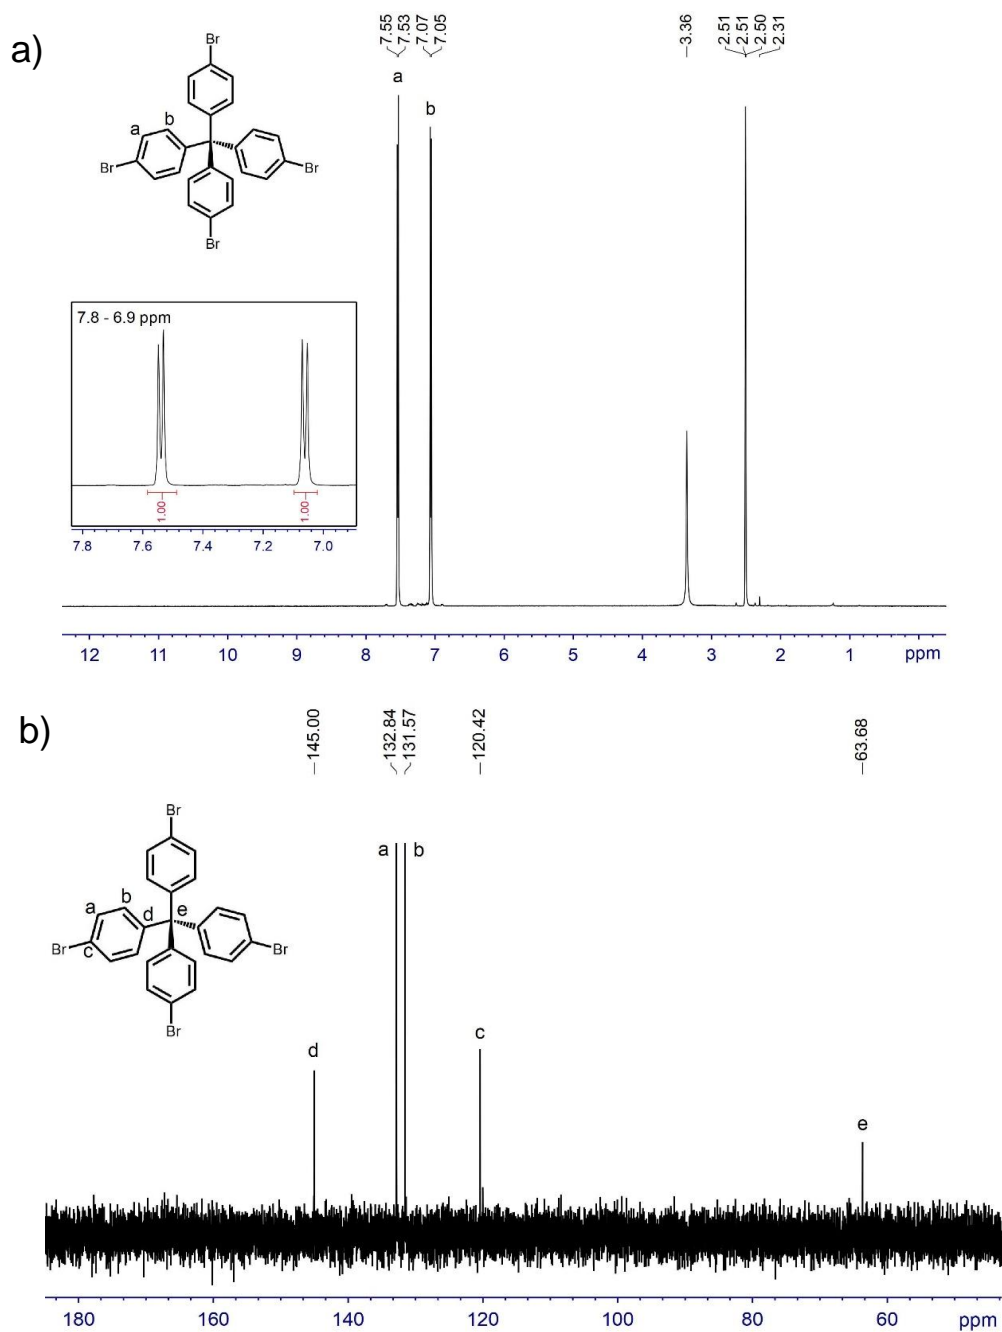 a)
7.55
7.53
7.07
7.05
3.36
2.51
2.51
2.50
2.31
Br
a
b
a
b
Br
Br
Br
7.8 - 6.9 ppm
1.00
1.00
7.8 7.6 7.4 7.2 7.0
12 11 10 9 8 7 6 5 4 3 2 1 ppm
b)
145.00
132.84
131.57
120.42
63.68
Br
a b
b
a
d
e
Br
c
Br
Br
d
c
e
180 160 140 120 100 80 60 ppm